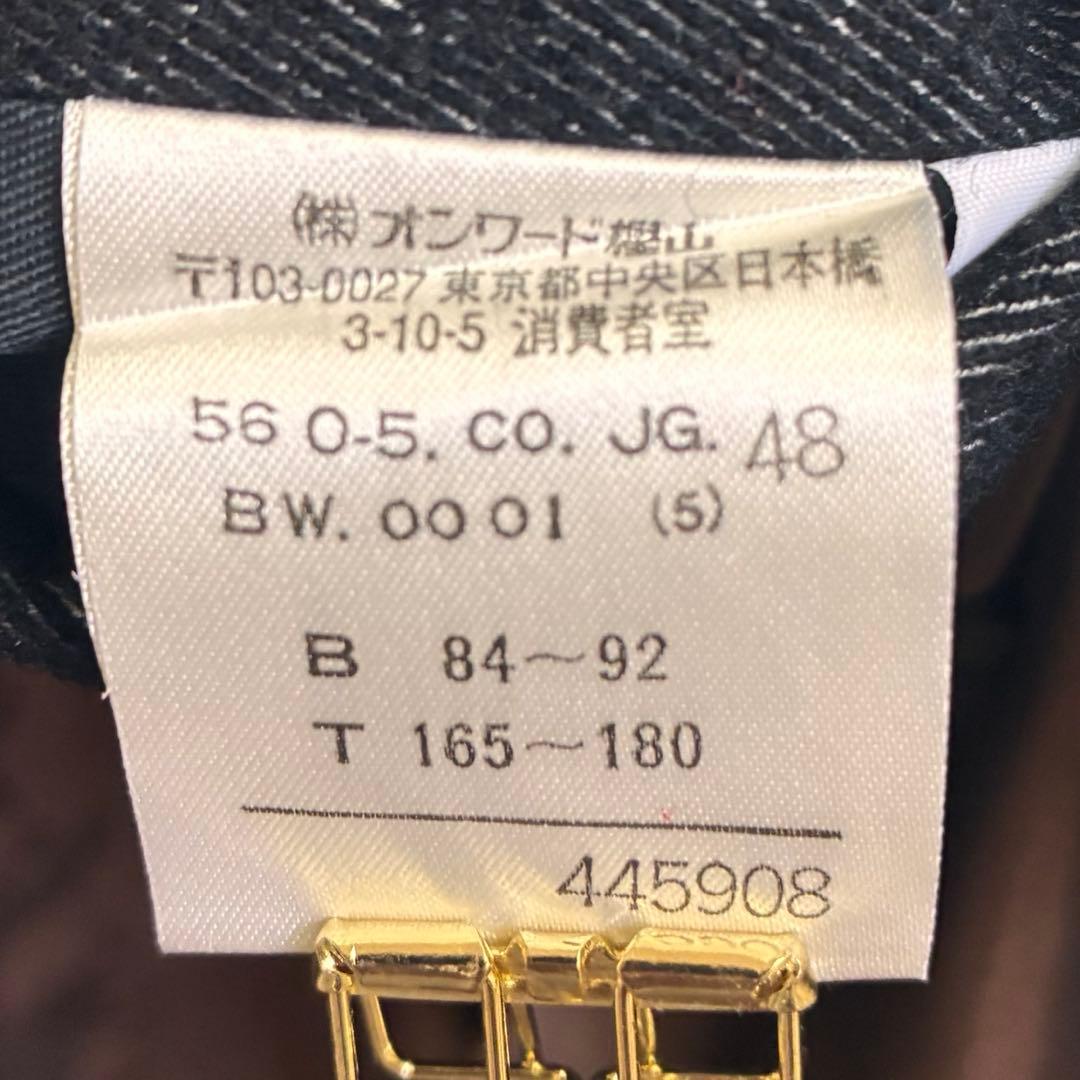 (株)オンワード樫山
〒103-0027 東京都中央区日本橋
3-10-5 消費者室
56 0-5. CO. JG. 48
BW. 00 01 (5)
B 84〜92
T 165〜180
445908